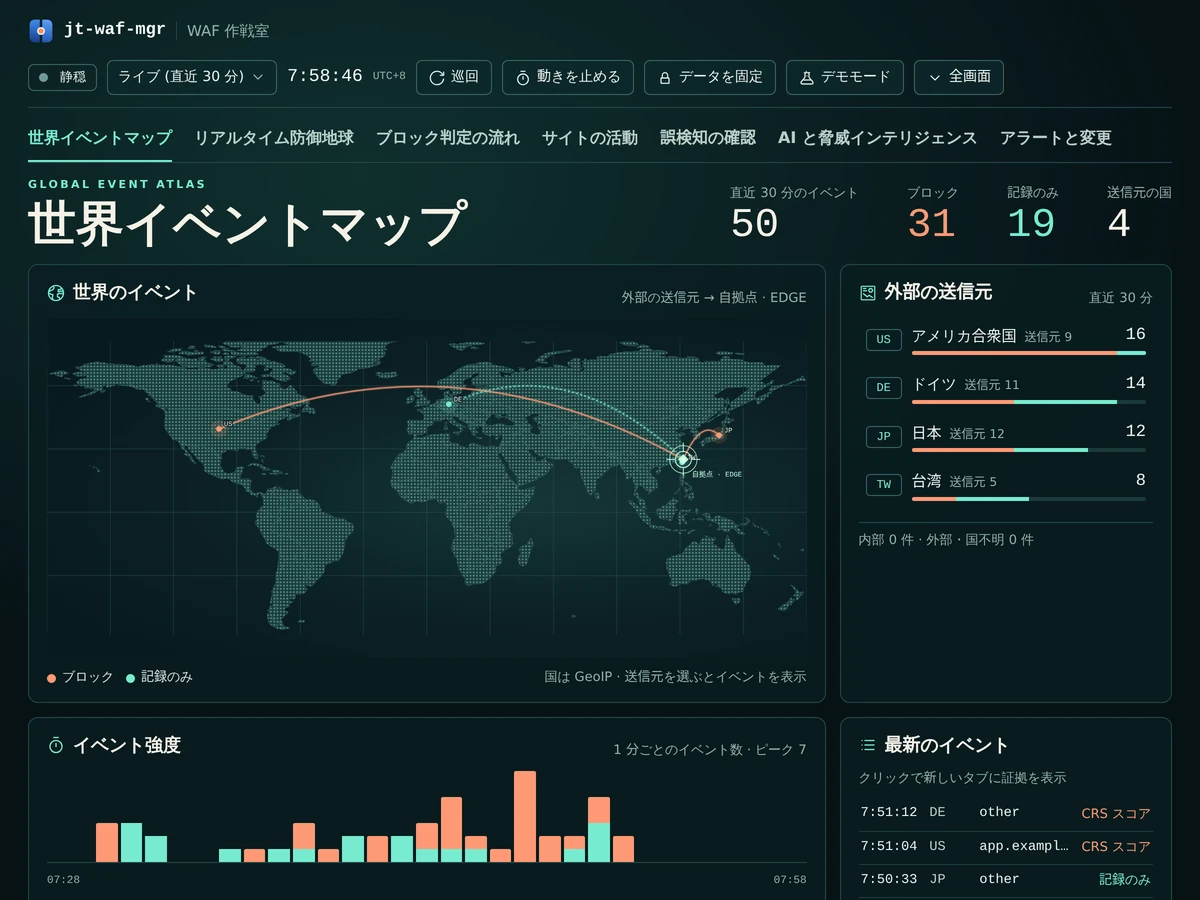 jt-waf-mgr WAF 作戦室
静穏 ライブ (直近 30 分) 7:58:46 UTC+8 巡回 動きを止める データを固定 デモモード 全画面
世界イベントマップ リアルタイム防御地球 ブロック判定の流れ サイトの活動 誤検知の確認 AI と脅威インテリジェンス アラートと変更
GLOBAL EVENT ATLAS
世界イベントマップ
直近 30 分のイベント ブロック 記録のみ 送信元の国
50 31 19 4
世界のイベント 外部の送信元 → 自拠点 · EDGE
US
DE
JP
自拠点 · EDGE
ブロック 記録のみ 国は GeoIP · 送信元を選ぶとイベントを表示
外部の送信元 直近 30 分
US アメリカ合衆国 送信元 9 16
DE ドイツ 送信元 11 14
JP 日本 送信元 12 12
TW 台湾 送信元 5 8
内部 0 件 · 外部・国不明 0 件
イベント強度 1 分ごとのイベント数 · ピーク 7
07:28 07:58
最新のイベント
クリックで新しいタブに証拠を表示
7:51:12 DE other CRS スコア
7:51:04 US app.exampl… CRS スコア
7:50:33 JP other 記録のみ